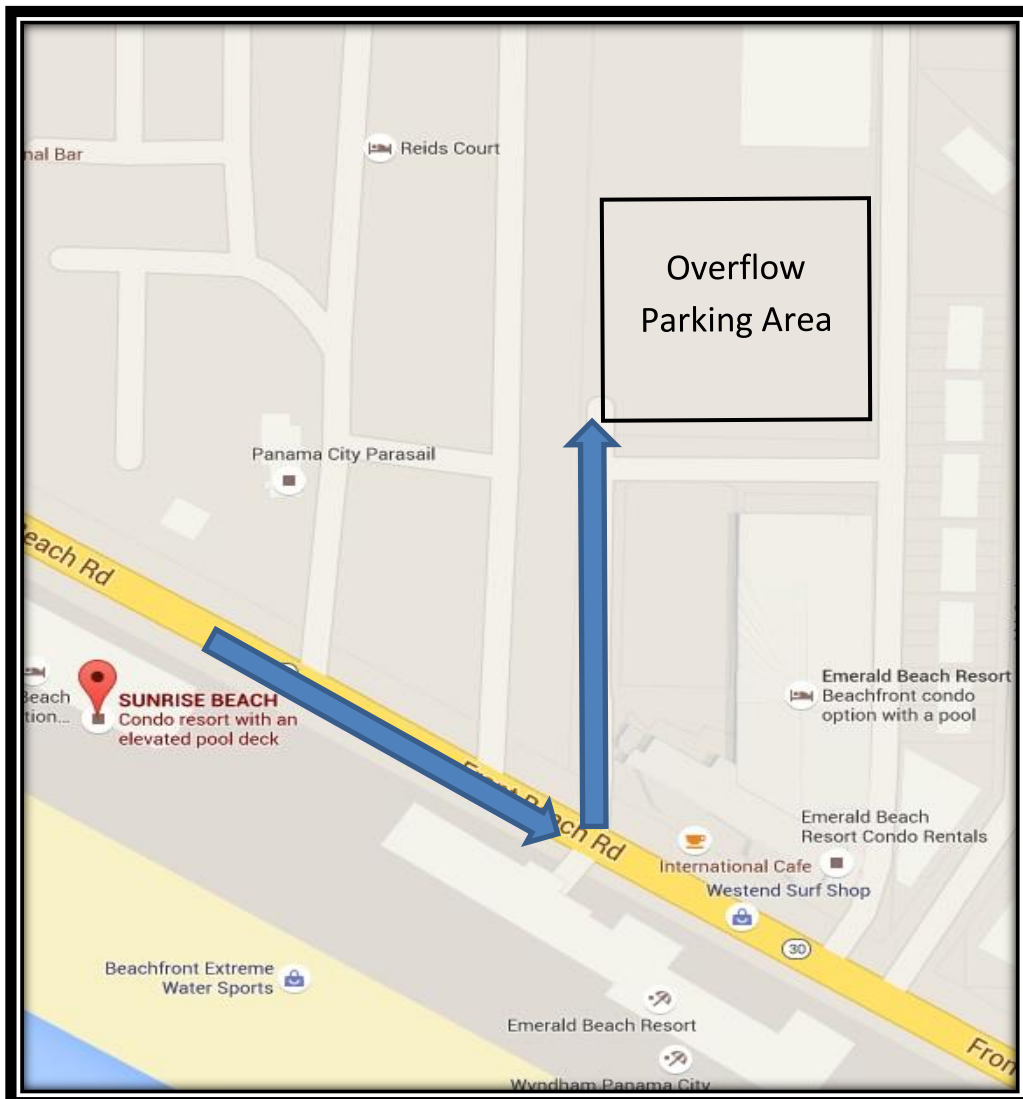 nal Bar
Reids Court
Overflow
Parking Area
Panama City Parasail
each Rd
Beach
tion...
SUNRISE BEACH
Condo resort with an
elevated pool deck
Emerald Beach Resort
Beachfront condo
option with a pool
Front Beach Rd
Emerald Beach
Resort Condo Rentals
International Cafe
Westend Surf Shop
30
Beachfront Extreme
Water Sports
Emerald Beach Resort
Fron
Wyndham Panama City